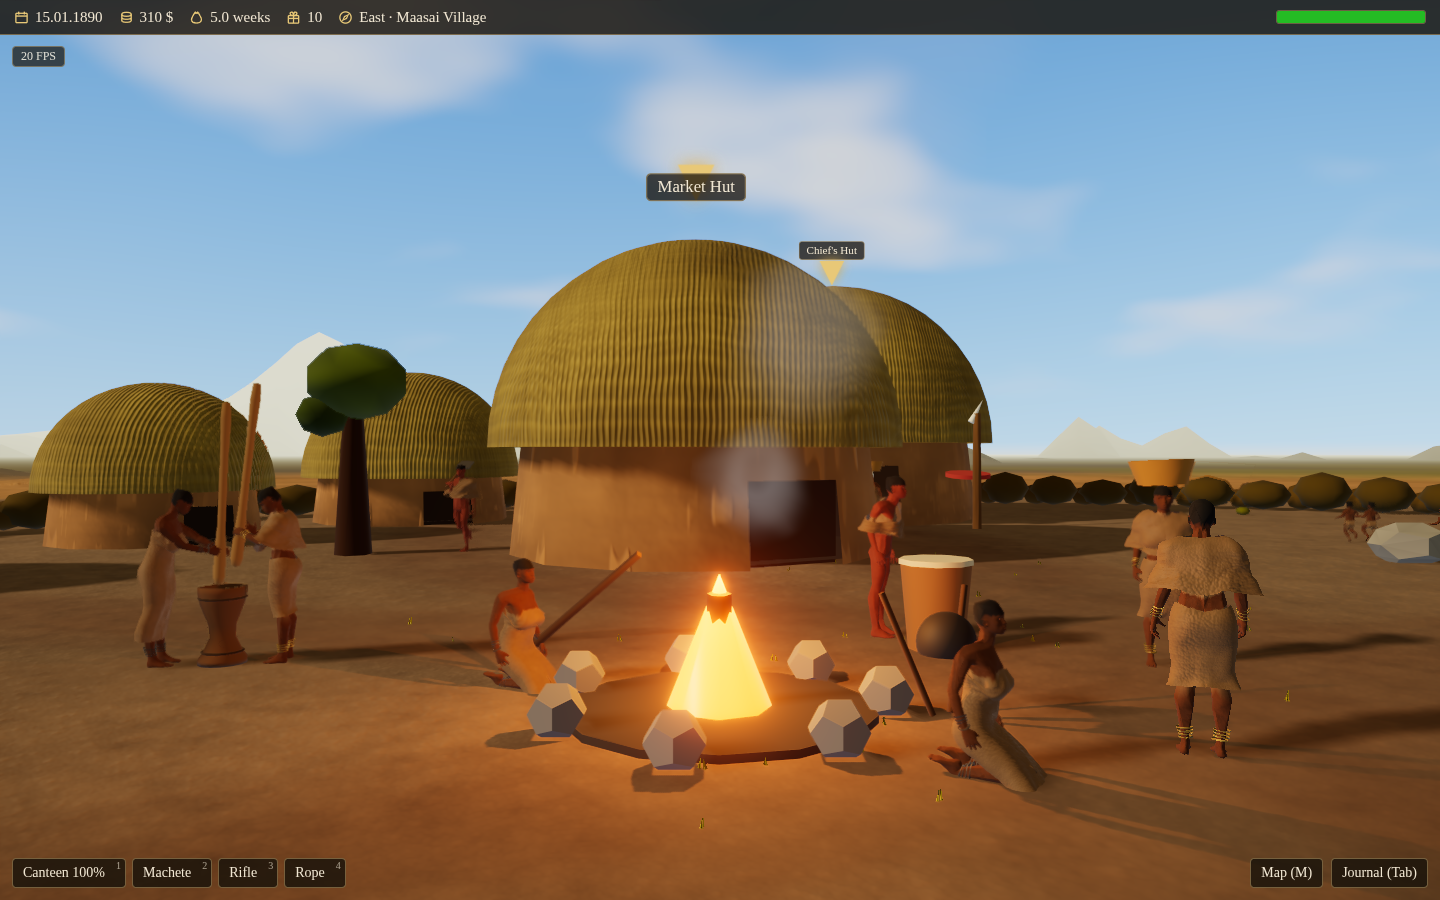 15.01.1890 310 $ 5.0 weeks 10 East · Maasai Village
20 FPS
Market Hut
Chief's Hut
Canteen 100% 1 Machete 2 Rifle 3 Rope 4
Map (M) Journal (Tab)